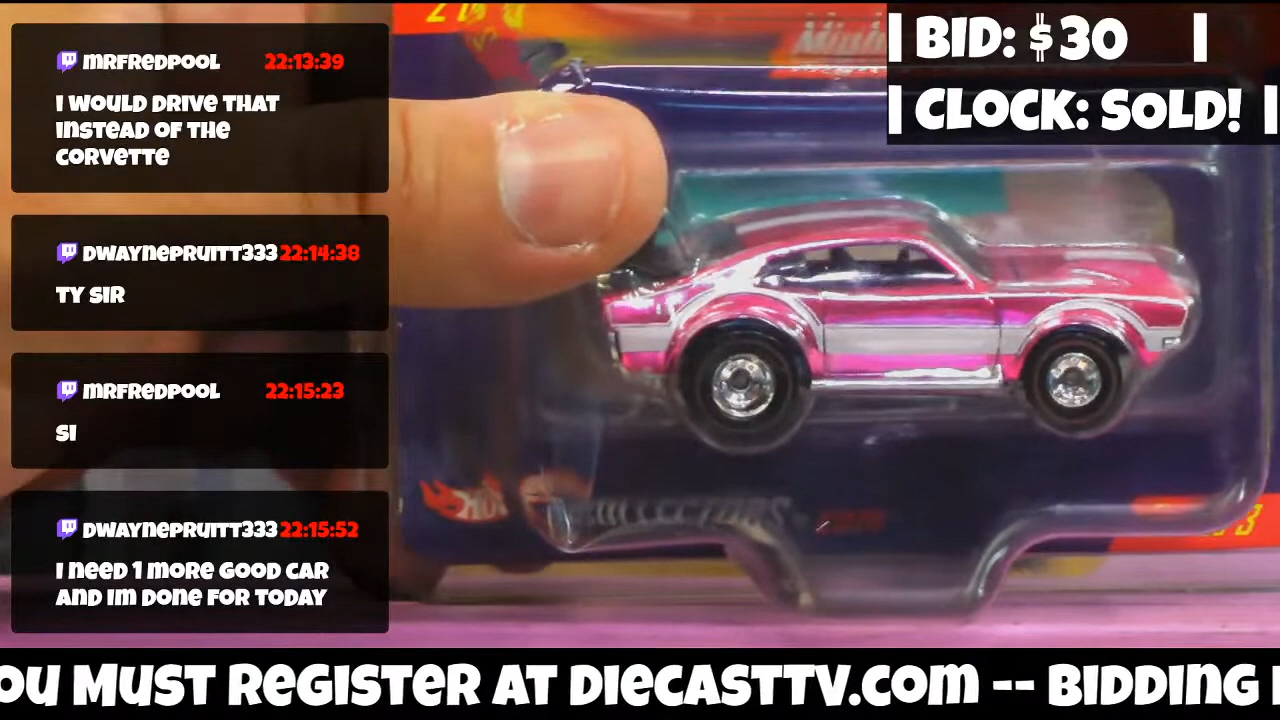 mrfredpool 22:13:39
I would drive that
instead of the
corvette
dwaynepruitt333 22:14:38
TY SIR
mrfredpool 22:15:23
SI
dwaynepruitt333 22:15:52
I need 1 more good car
and im done for today
| BID: $30 |
| CLOCK: SOLD! |
COLLECTORS
OU MUST REGISTER AT DIECASTTV.COM -- BIDDING